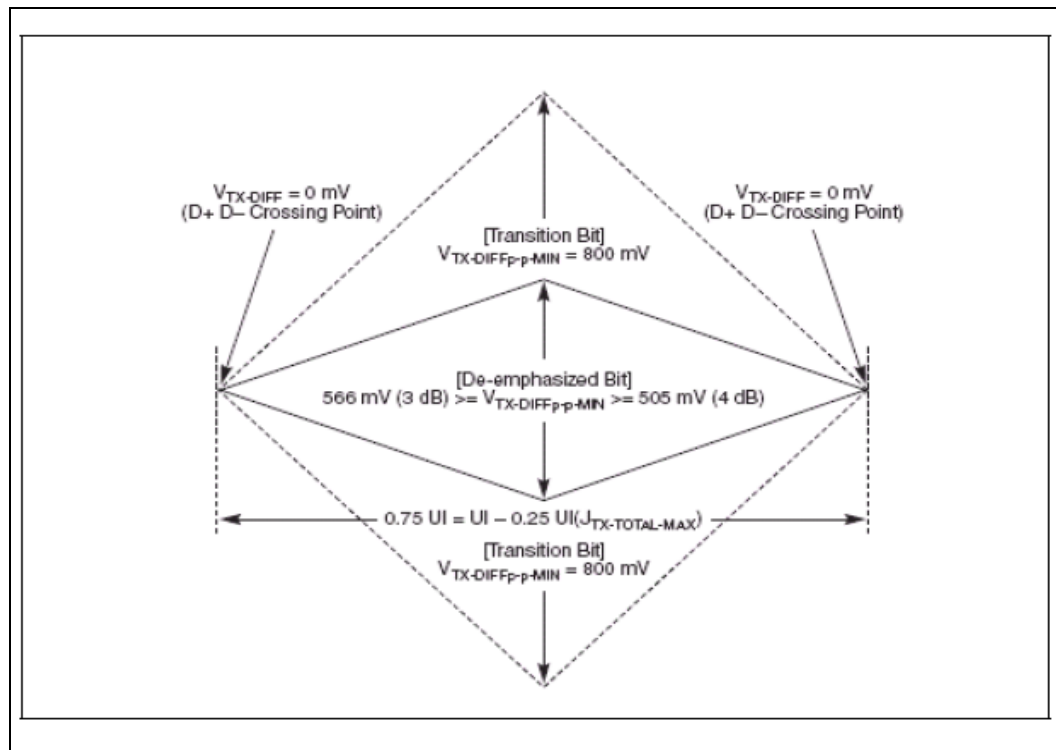 V_TX-DIFF = 0 mV
(D+ D– Crossing Point)
V_TX-DIFF = 0 mV
(D+ D– Crossing Point)
[Transition Bit]
V_TX-DIFFp-p-MIN = 800 mV
[De-emphasized Bit]
566 mV (3 dB) >= V_TX-DIFFp-p-MIN >= 505 mV (4 dB)
0.75 UI = UI – 0.25 UI(J_TX-TOTAL-MAX)
[Transition Bit]
V_TX-DIFFp-p-MIN = 800 mV